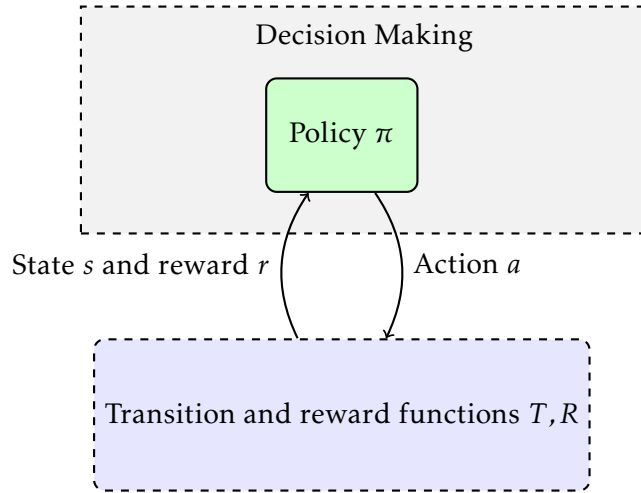 Decision Making
Policy π
State s and reward r
Action a
Transition and reward functions T, R